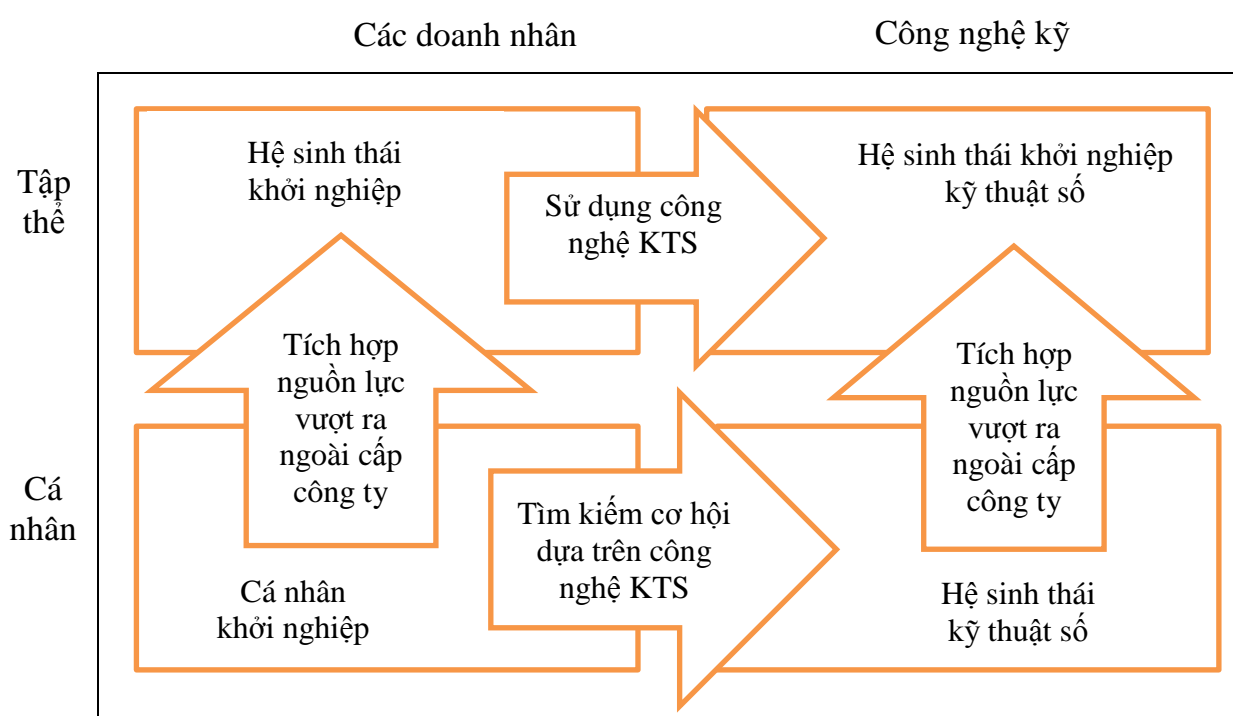 Các doanh nhân
Công nghệ kỹ
Tập
thể
Hệ sinh thái
khởi nghiệp
Sử dụng công
nghệ KTS
Hệ sinh thái khởi nghiệp
kỹ thuật số
Tích hợp
nguồn lực
vượt ra
ngoài cấp
công ty
Tích hợp
nguồn lực
vượt ra
ngoài cấp
công ty
Cá
nhân
Tìm kiếm cơ hội
dựa trên công
nghệ KTS
Cá nhân
khởi nghiệp
Hệ sinh thái
kỹ thuật số